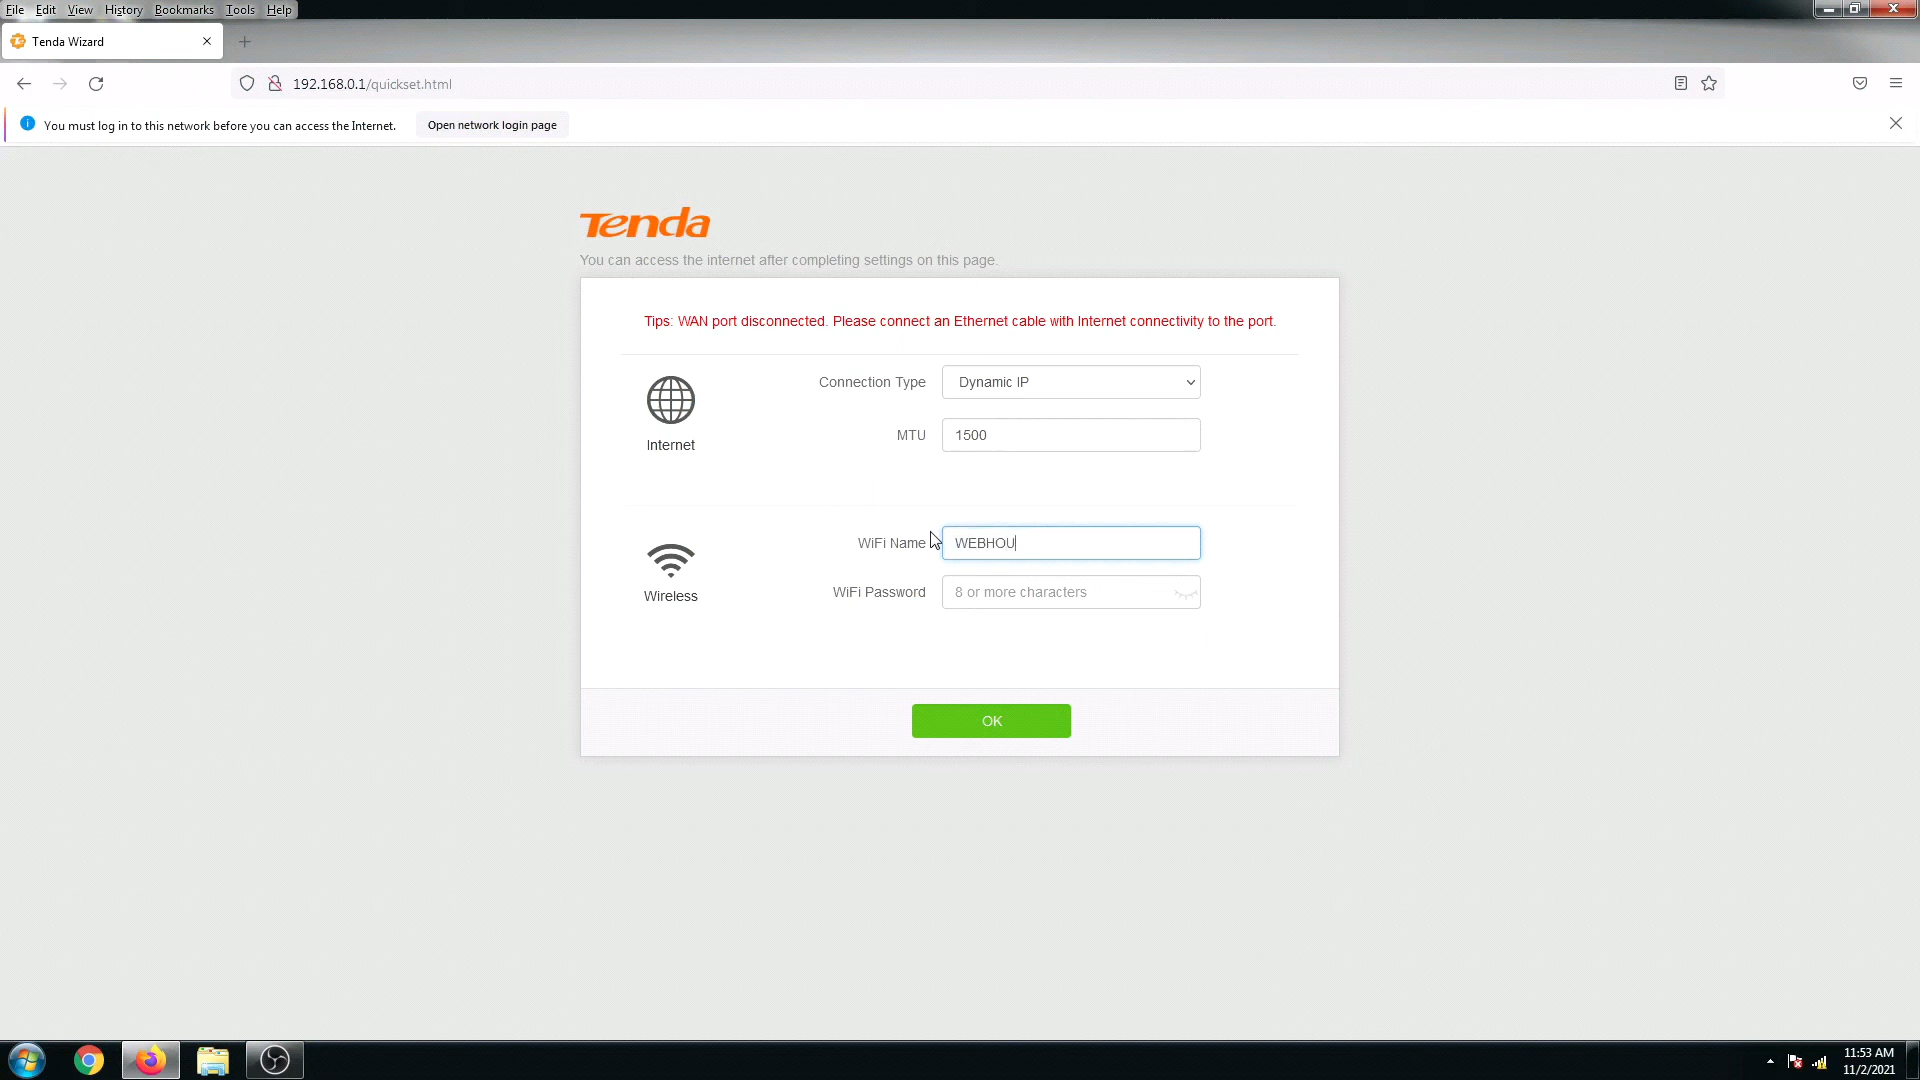 File Edit View History Bookmarks Tools Help
Tenda Wizard
192.168.0.1/quickset.html
You must log in to this network before you can access the Internet. Open network login page
Tenda
You can access the internet after completing settings on this page.
Tips: WAN port disconnected. Please connect an Ethernet cable with Internet connectivity to the port.
Connection Type Dynamic IP
MTU 1500
Internet
WiFi Name WEBHOU
WiFi Password 8 or more characters
Wireless
OK
11:53 AM
11/2/2021